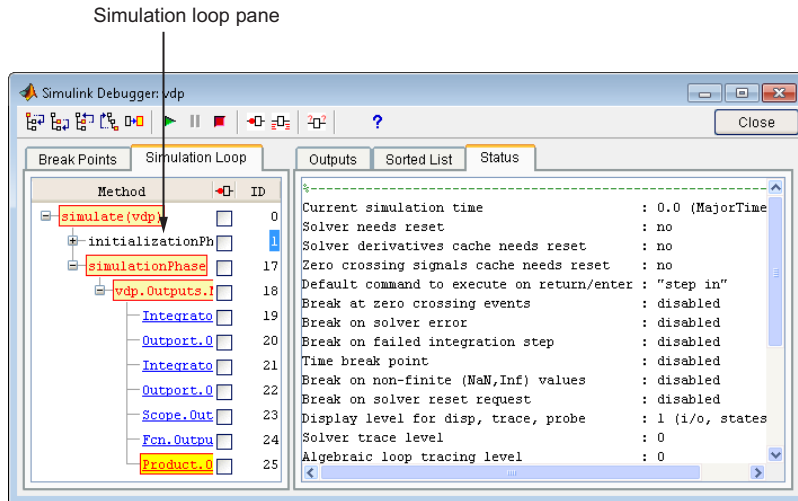 Simulation loop pane
Simulink Debugger: vdp
Close
Break Points Simulation Loop
Outputs Sorted List Status
Method ID
simulate(vdp) 0
initializationPh 1
simulationPhase 17
vdp.Outputs. 18
Integrato 19
Outport.O 20
Integrato 21
Outport.O 22
Scope.Out 23
Fcn.Outpu 24
Product.O 25
%----------------------------------------------------------------
Current simulation time : 0.0 (MajorTime
Solver needs reset : no
Solver derivatives cache needs reset : no
Zero crossing signals cache needs reset : no
Default command to execute on return/enter : "step in"
Break at zero crossing events : disabled
Break on solver error : disabled
Break on failed integration step : disabled
Time break point : disabled
Break on non-finite (NaN,Inf) values : disabled
Break on solver reset request : disabled
Display level for disp, trace, probe : 1 (i/o, states
Solver trace level : 0
Algebraic loop tracing level : 0